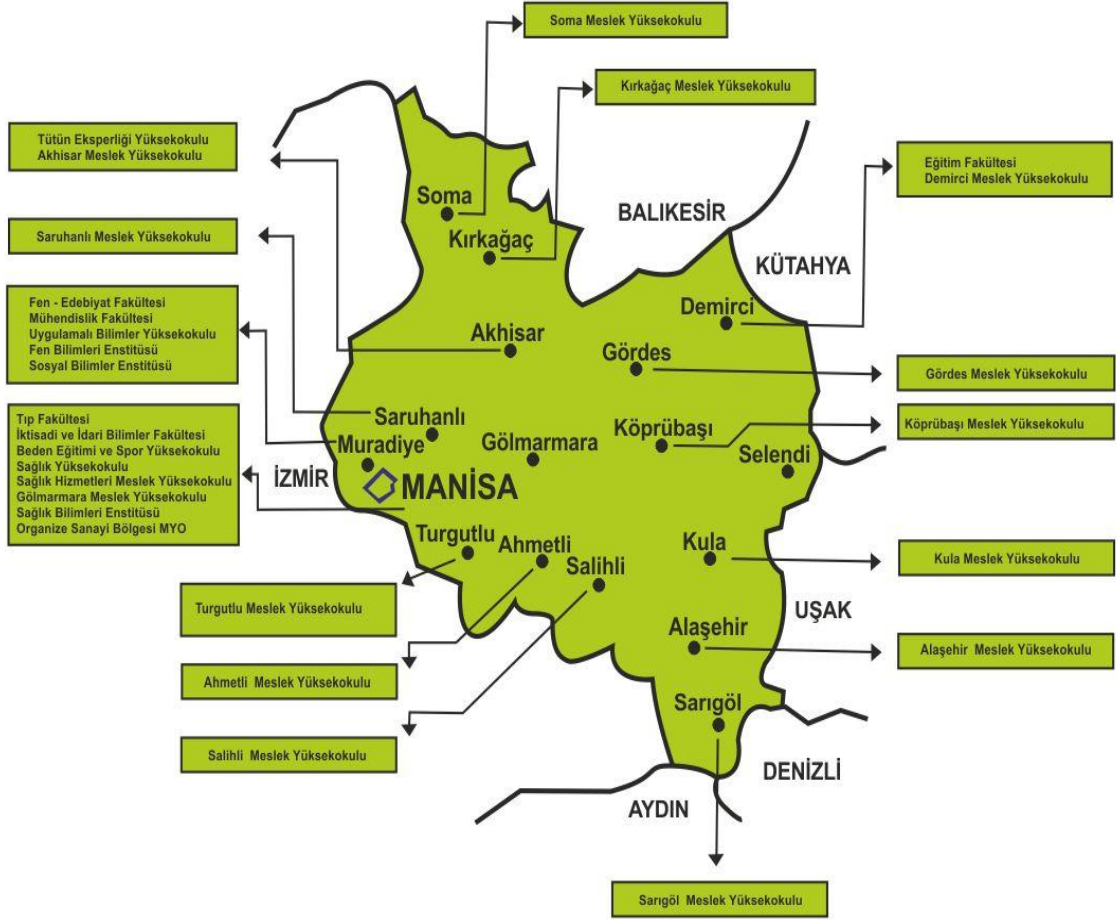 Soma Meslek Yüksekokulu
Kırkağaç Meslek Yüksekokulu
Tütün Eksperliği Yüksekokulu
Akhisar Meslek Yüksekokulu
Eğitim Fakültesi
Demirci Meslek Yüksekokulu
Saruhanlı Meslek Yüksekokulu
Fen - Edebiyat Fakültesi
Mühendislik Fakültesi
Uygulamalı Bilimler Yüksekokulu
Fen Bilimleri Enstitüsü
Sosyal Bilimler Enstitüsü
Tıp Fakültesi
İktisadi ve İdari Bilimler Fakültesi
Beden Eğitimi ve Spor Yüksekokulu
Sağlık Yüksekokulu
Sağlık Hizmetleri Meslek Yüksekokulu
Gölmarmara Meslek Yüksekokulu
Sağlık Bilimleri Enstitüsü
Organize Sanayi Bölgesi MYO
Soma
Kırkağaç
BALIKESİR
KÜTAHYA
Demirci
Akhisar
Gördes
Gördes Meslek Yüksekokulu
Saruhanlı
Muradiye
Gölmarmara
Köprübaşı
Köprübaşı Meslek Yüksekokulu
Selendi
İZMİR
MANİSA
Turgutlu
Ahmetli
Salihli
Kula
Kula Meslek Yüksekokulu
UŞAK
Turgutlu Meslek Yüksekokulu
Alaşehir
Alaşehir Meslek Yüksekokulu
Ahmetli Meslek Yüksekokulu
Sarıgöl
Salihli Meslek Yüksekokulu
DENİZLİ
AYDIN
Sarıgöl Meslek Yüksekokulu